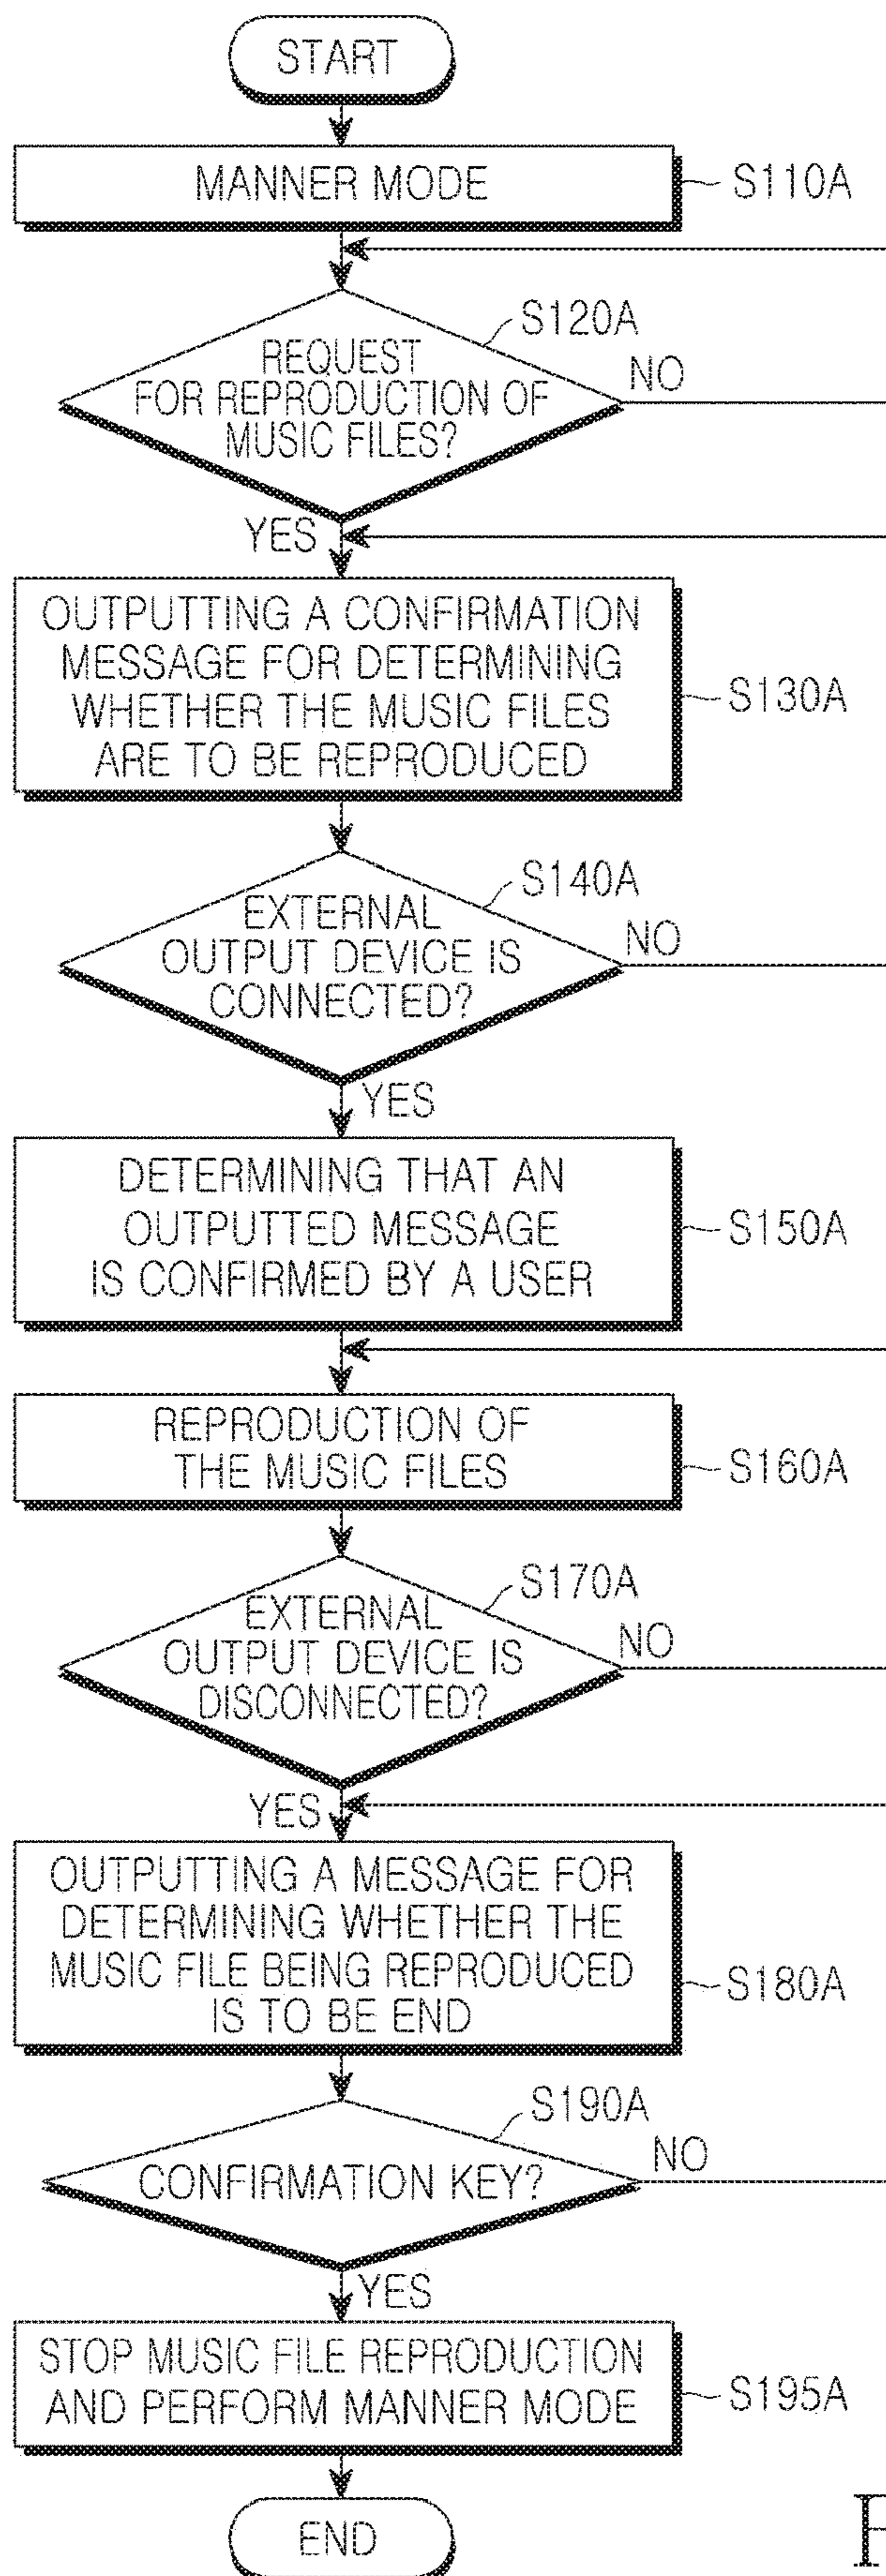 START
MANNER MODE
S110A
S120A
REQUEST
FOR REPRODUCTION OF
MUSIC FILES?
NO
YES
OUTPUTTING A CONFIRMATION
MESSAGE FOR DETERMINING
WHETHER THE MUSIC FILES
ARE TO BE REPRODUCED
S130A
S140A
EXTERNAL
OUTPUT DEVICE IS
CONNECTED?
NO
YES
DETERMINING THAT AN
OUTPUTTED MESSAGE
IS CONFIRMED BY A USER
S150A
REPRODUCTION OF
THE MUSIC FILES
S160A
S170A
EXTERNAL
OUTPUT DEVICE IS
DISCONNECTED?
NO
YES
OUTPUTTING A MESSAGE FOR
DETERMINING WHETHER THE
MUSIC FILE BEING REPRODUCED
IS TO BE END
S180A
S190A
CONFIRMATION KEY?
NO
YES
STOP MUSIC FILE REPRODUCTION
AND PERFORM MANNER MODE
S195A
END